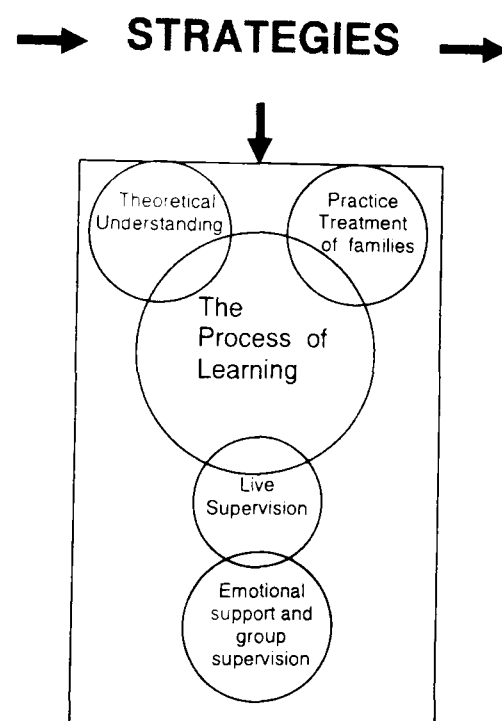 STRATEGIES
Theoretical
Understanding
Practice
Treatment
of families
The
Process of
Learning
Live
Supervision
Emotional
support and
group
supervision